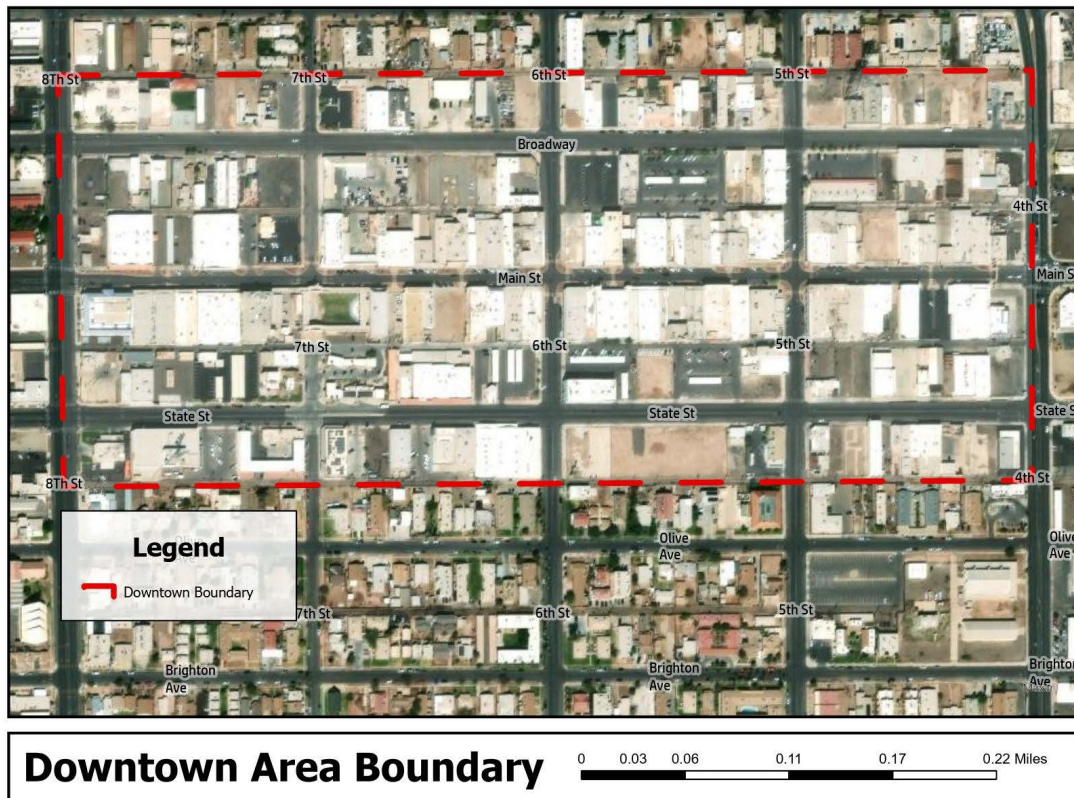 8Th St
7th St
6th St
5th St
Broadway
4th St
Main St
Main S
7th St
6th St
5th St
State St
State St
State S
8Th St
4th St
Legend
Downtown Boundary
Olive
Ave
Olive
Ave
7th St
6th St
5th St
Brighton
Ave
Brighton
Ave
Brighton
Ave
Downtown Area Boundary
0 0.03 0.06 0.11 0.17 0.22 Miles